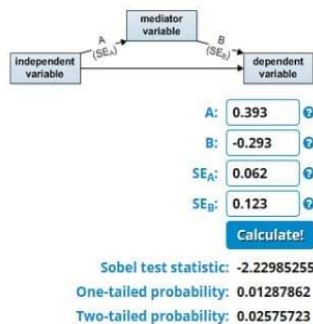 mediator
variable
A
(SEA)
B
(SEB)
independent
variable
dependent
variable
A: 0.393 ?
B: -0.293 ?
SEA: 0.062 ?
SEB: 0.123 ?
Calculate!
Sobel test statistic: -2.22985255
One-tailed probability: 0.01287862
Two-tailed probability: 0.02575723